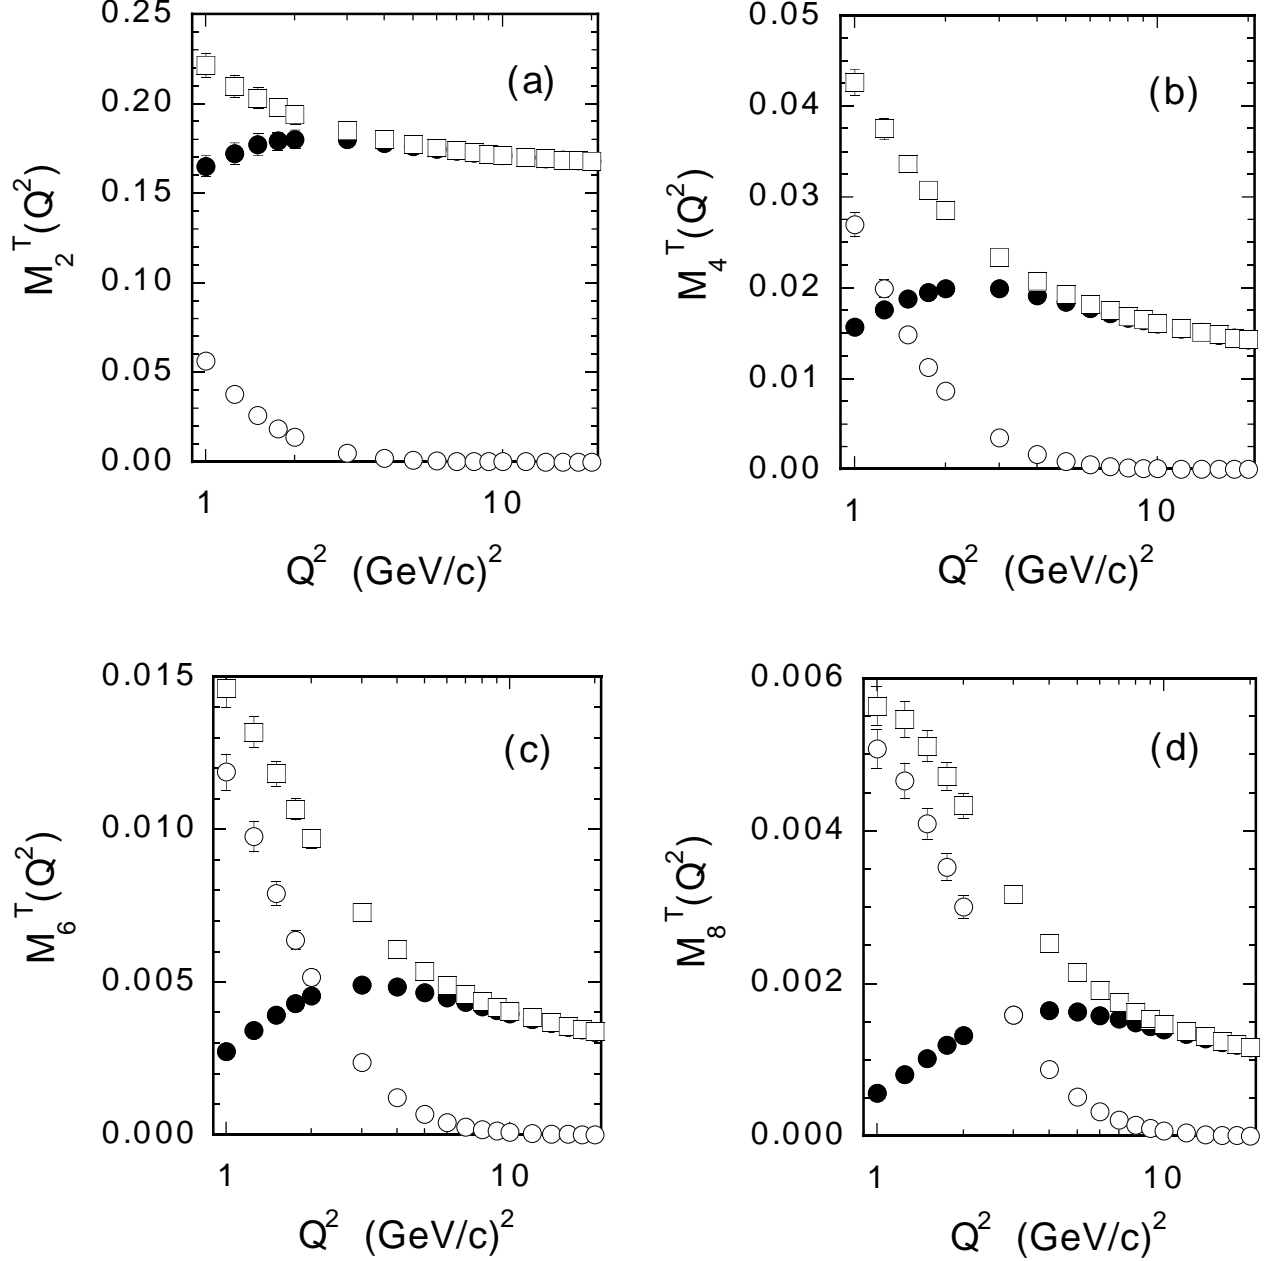 0.25
0.20
0.15
0.10
0.05
0.00
M₂ᵀ(Q²)
(a)
1 10
Q² (GeV/c)²
0.05
0.04
0.03
0.02
0.01
0.00
M₄ᵀ(Q²)
(b)
1 10
Q² (GeV/c)²
0.015
0.010
0.005
0.000
M₆ᵀ(Q²)
(c)
1 10
Q² (GeV/c)²
0.006
0.004
0.002
0.000
M₈ᵀ(Q²)
(d)
1 10
Q² (GeV/c)²